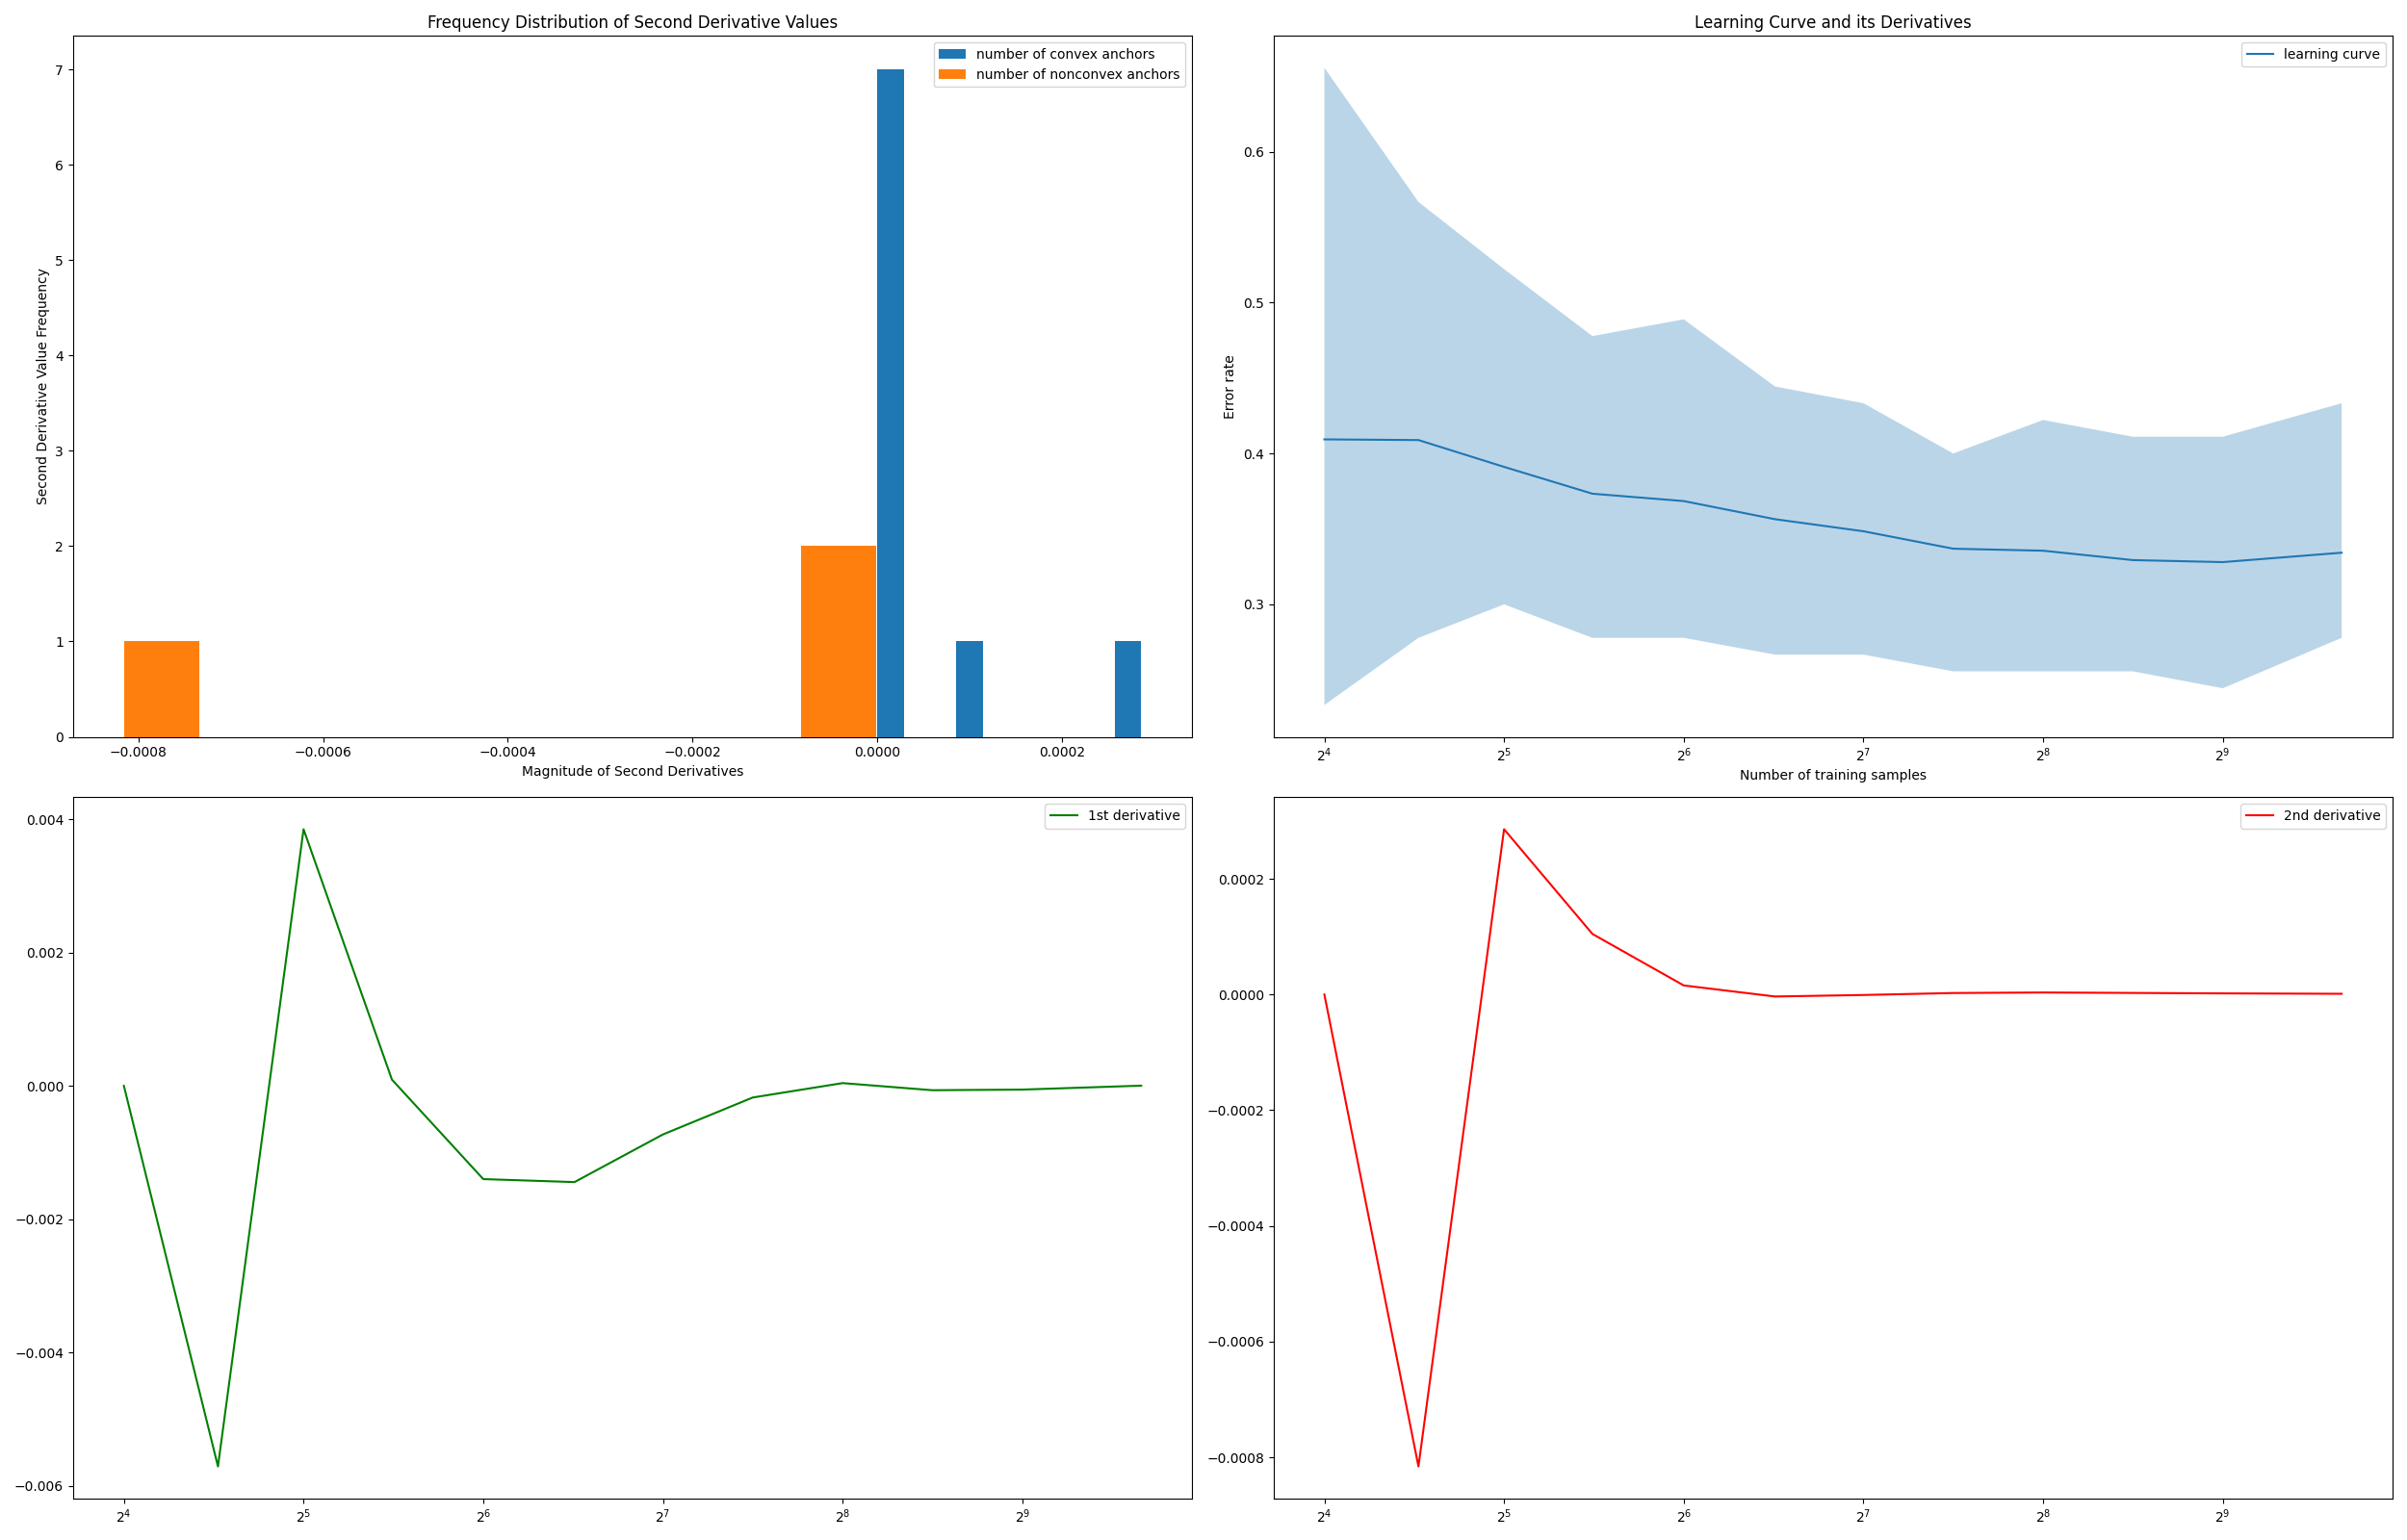 Frequency Distribution of Second Derivative Values
number of convex anchors
number of nonconvex anchors
7
6
5
4
3
2
1
0
Second Derivative Value Frequency
−0.0008 −0.0006 −0.0004 −0.0002 0.0000 0.0002
Magnitude of Second Derivatives
Learning Curve and its Derivatives
learning curve
0.6
0.5
0.4
0.3
Error rate
2⁴ 2⁵ 2⁶ 2⁷ 2⁸ 2⁹
Number of training samples
1st derivative
0.004
0.002
0.000
−0.002
−0.004
−0.006
2⁴ 2⁵ 2⁶ 2⁷ 2⁸ 2⁹
2nd derivative
0.0002
0.0000
−0.0002
−0.0004
−0.0006
−0.0008
2⁴ 2⁵ 2⁶ 2⁷ 2⁸ 2⁹